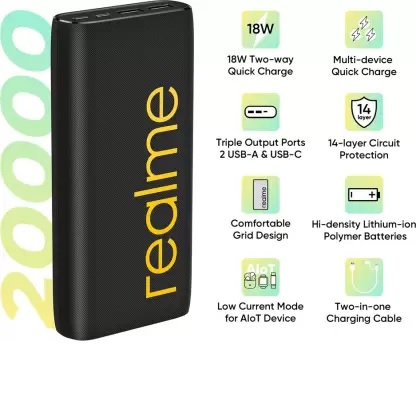 20000
realme
18W
18W Two-way
Quick Charge
Multi-device
Quick Charge
Triple Output Ports
2 USB-A & USB-C
14
layer
14-layer Circuit
Protection
realme
Comfortable
Grid Design
Hi-density Lithium-ion
Polymer Batteries
AIoT
Low Current Mode
for AIoT Device
Two-in-one
Charging Cable